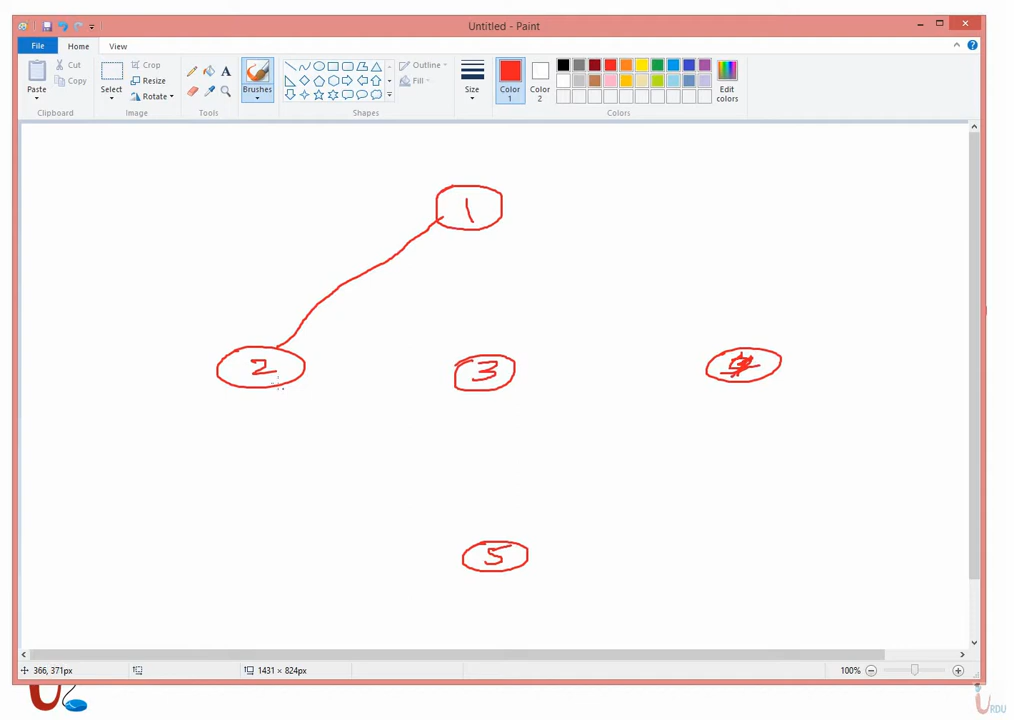 Untitled - Paint
File Home View
Paste
Cut
Copy
Clipboard
Select
Crop
Resize
Rotate
Image
A
Tools
Brushes
Outline
Fill
Shapes
Size
Color 1
Color 2
Edit colors
Colors
1
2 3
5
366, 371px 1431 × 824px 100%
U
URDU